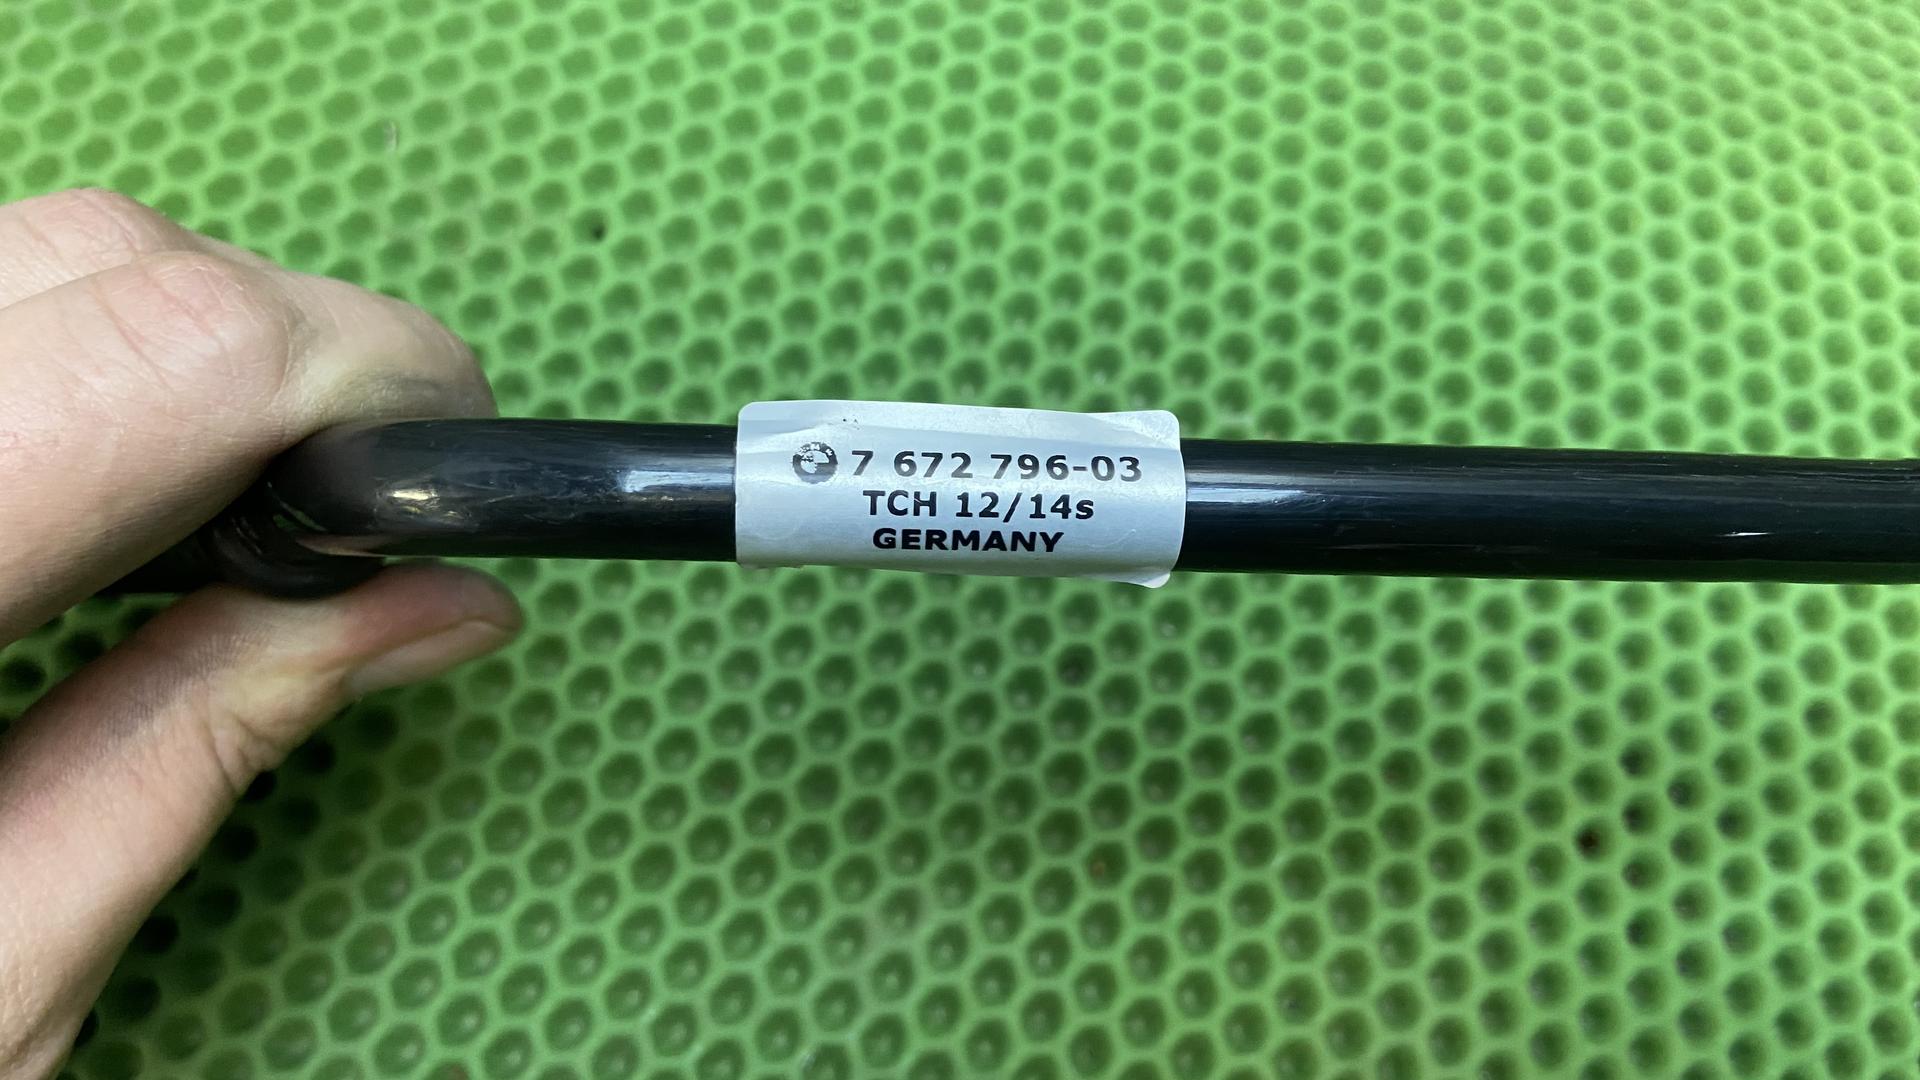 7 672 796-03
TCH 12/14s
GERMANY